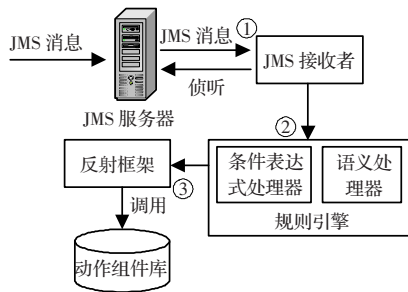 JMS 消息
JMS 消息
①
侦听
JMS 服务器
JMS 接收者
②
条件表达
式处理器
语义处
理器
规则引擎
③
反射框架
调用
动作组件库